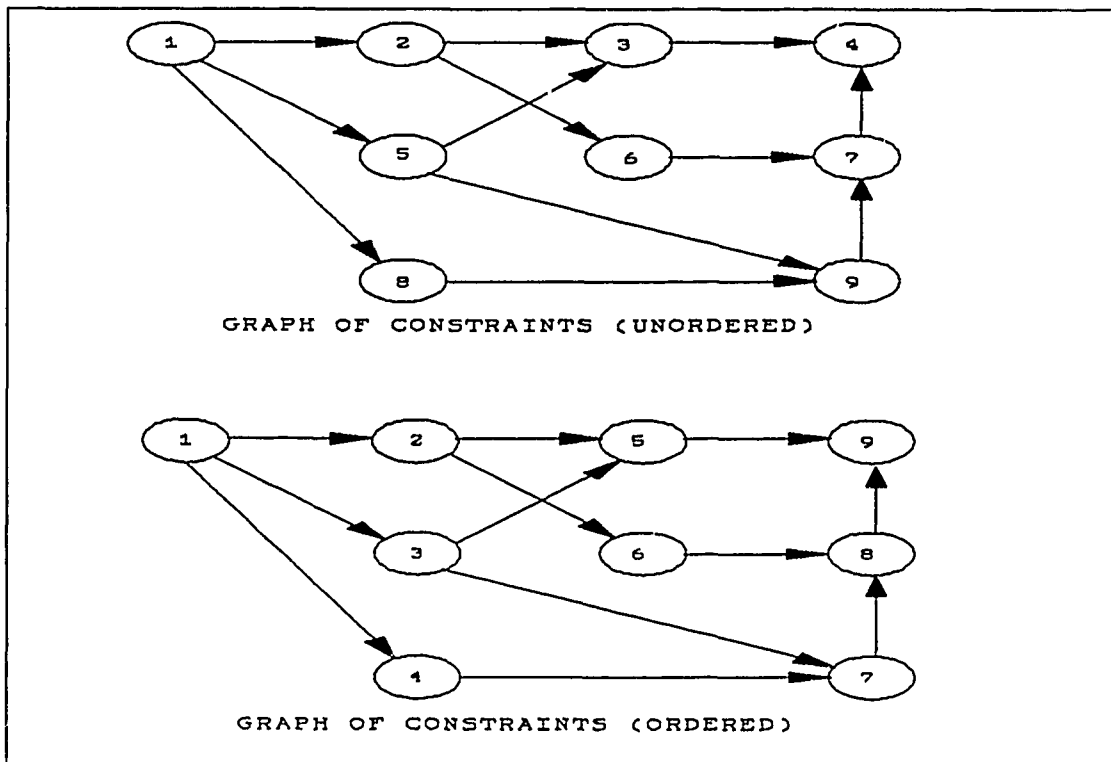 1 2 3 4
5 6 7
8 9
GRAPH OF CONSTRAINTS (UNORDERED)
1 2 5 9
3 6 8
4 7
GRAPH OF CONSTRAINTS (ORDERED)